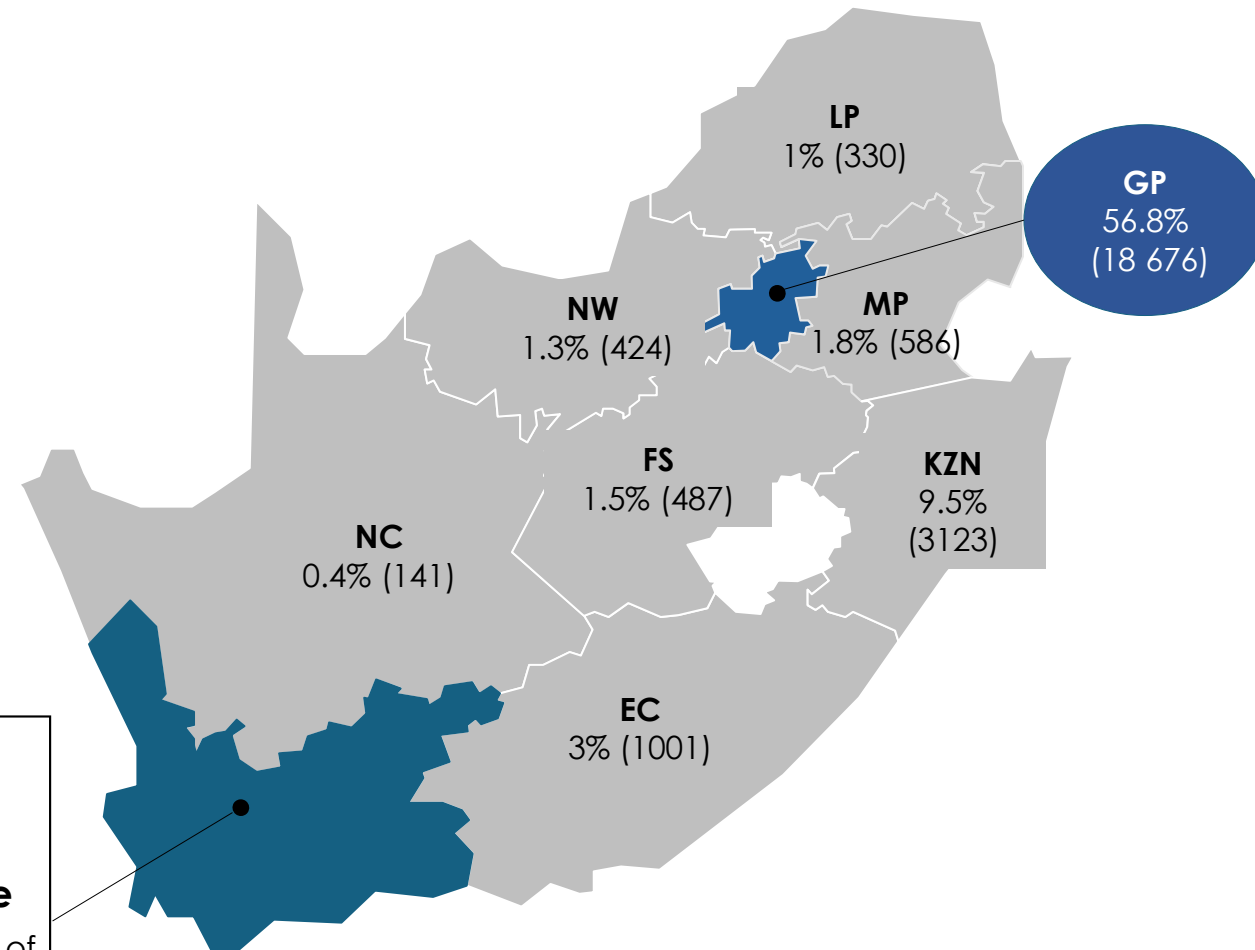 LP
1% (330)
GP
56.8%
(18 676)
NW
1.3% (424)
MP
1.8% (586)
FS
1.5% (487)
KZN
9.5%
(3123)
NC
0.4% (141)
EC
3% (1001)
e
of